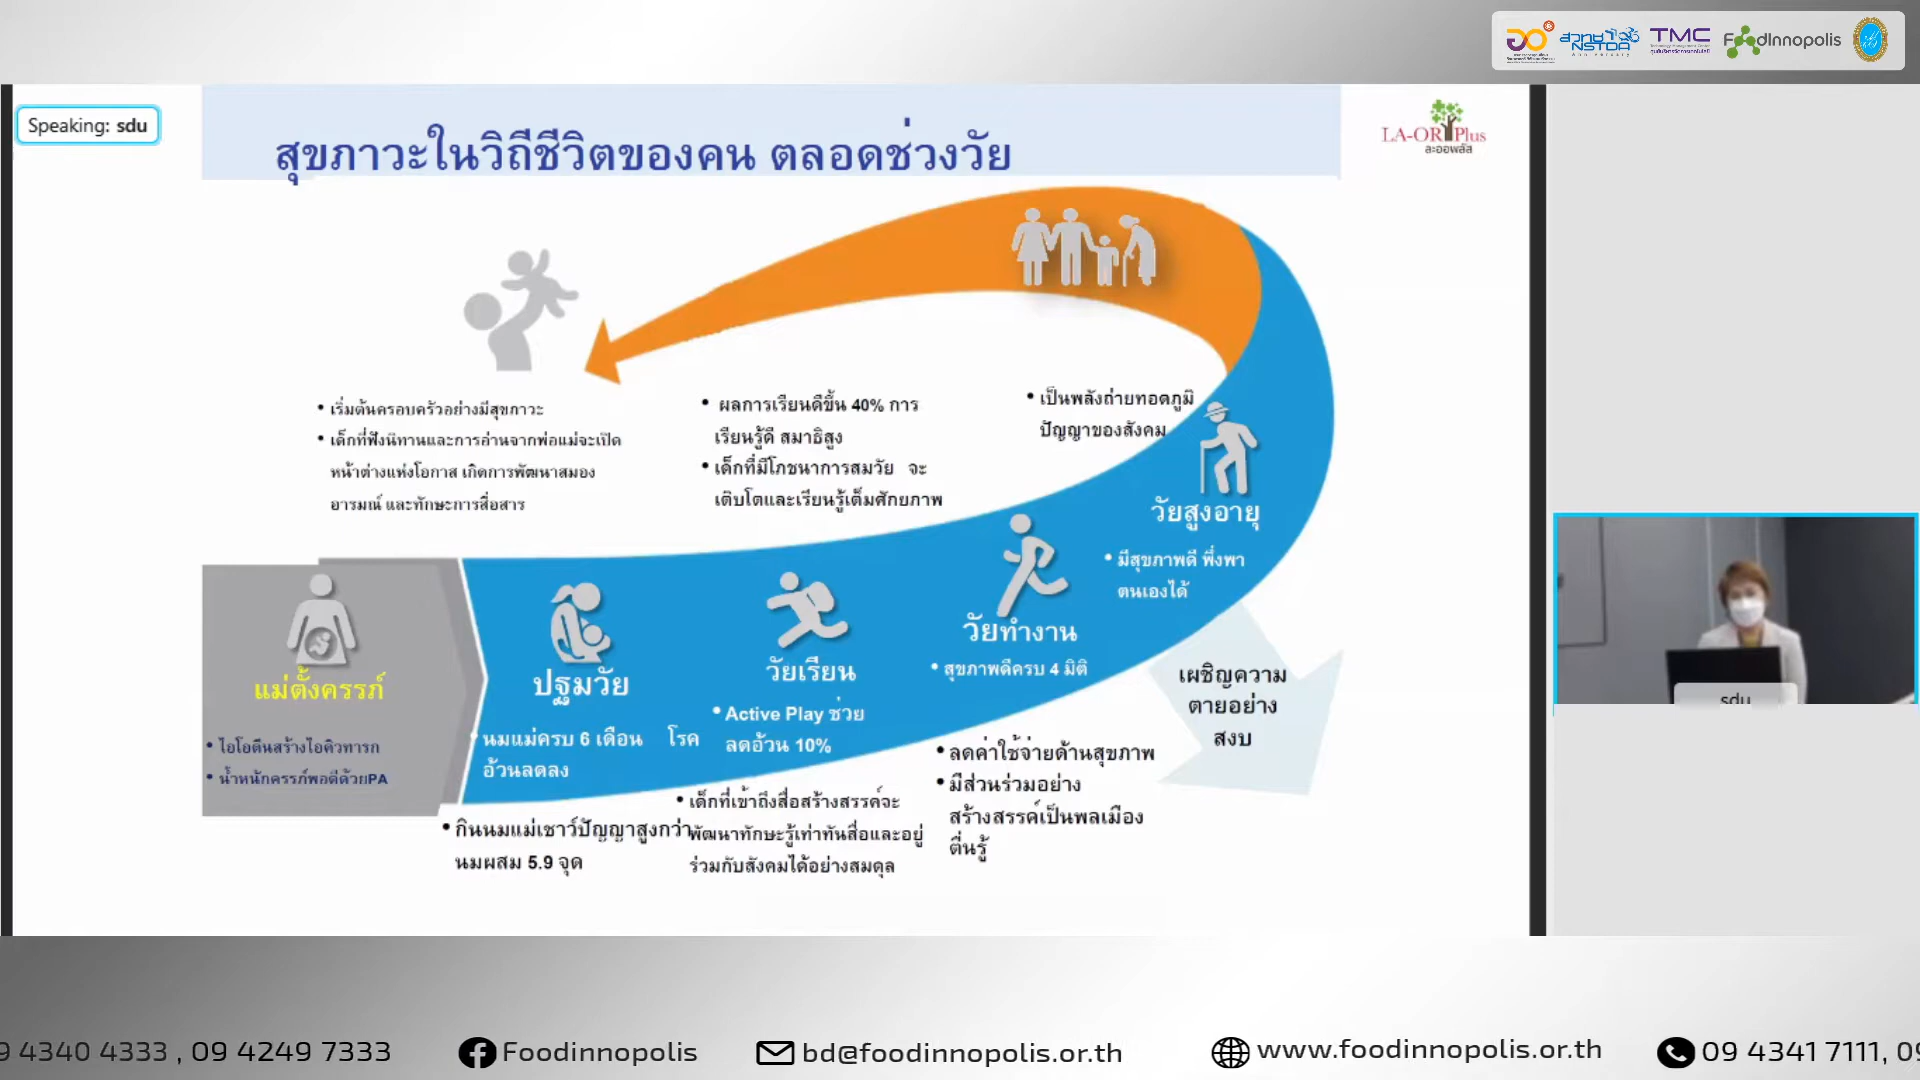 สวทช
NSTDA
Anniversary
TMC
FoodInnopolis
Speaking: sdu
สุขภาวะในวิถีชีวิตของคน ตลอดช่วงวัย
LA-OR Plus
ละออพลัส
• เริ่มต้นครอบครัวอย่างมีสุขภาวะ
• เด็กที่ฟังนิทานและการอ่านจากพ่อแม่จะเปิด
หน้าต่างแห่งโอกาส เกิดการพัฒนาสมอง
อารมณ์ และทักษะการสื่อสาร
• ผลการเรียนดีขึ้น 40% การ
เรียนรู้ดี สมาธิสูง
• เด็กที่มีโภชนาการสมวัย จะ
เติบโตและเรียนรู้เต็มศักยภาพ
• เป็นพลังถ่ายทอดภูมิ
ปัญญาของสังคม
แม่ตั้งครรภ์
• ไอโอดีนสร้างไอคิวทารก
• น้ำหนักครรภ์พอดีด้วยPA
ปฐมวัย
• นมแม่ครบ 6 เดือน โรค
อ้วนลดลง
• กินนมแม่เชาว์ปัญญาสูงกว่า
นมผสม 5.9 จุด
วัยเรียน
• Active Play ช่วย
ลดอ้วน 10%
• เด็กที่เข้าถึงสื่อสร้างสรรค์จะ
พัฒนาทักษะรู้เท่าทันสื่อและอยู่
ร่วมกับสังคมได้อย่างสมดุล
วัยทำงาน
• สุขภาพดีครบ 4 มิติ
• ลดค่าใช้จ่ายด้านสุขภาพ
• มีส่วนร่วมอย่าง
สร้างสรรค์เป็นพลเมือง
ตื่นรู้
วัยสูงอายุ
• มีสุขภาพดี พึ่งพา
ตนเองได้
เผชิญความ
ตายอย่าง
สงบ
sdu
9 4340 4333 , 09 4249 7333
Foodinnopolis
bd@foodinnopolis.or.th
www.foodinnopolis.or.th
09 4341 7111, 09